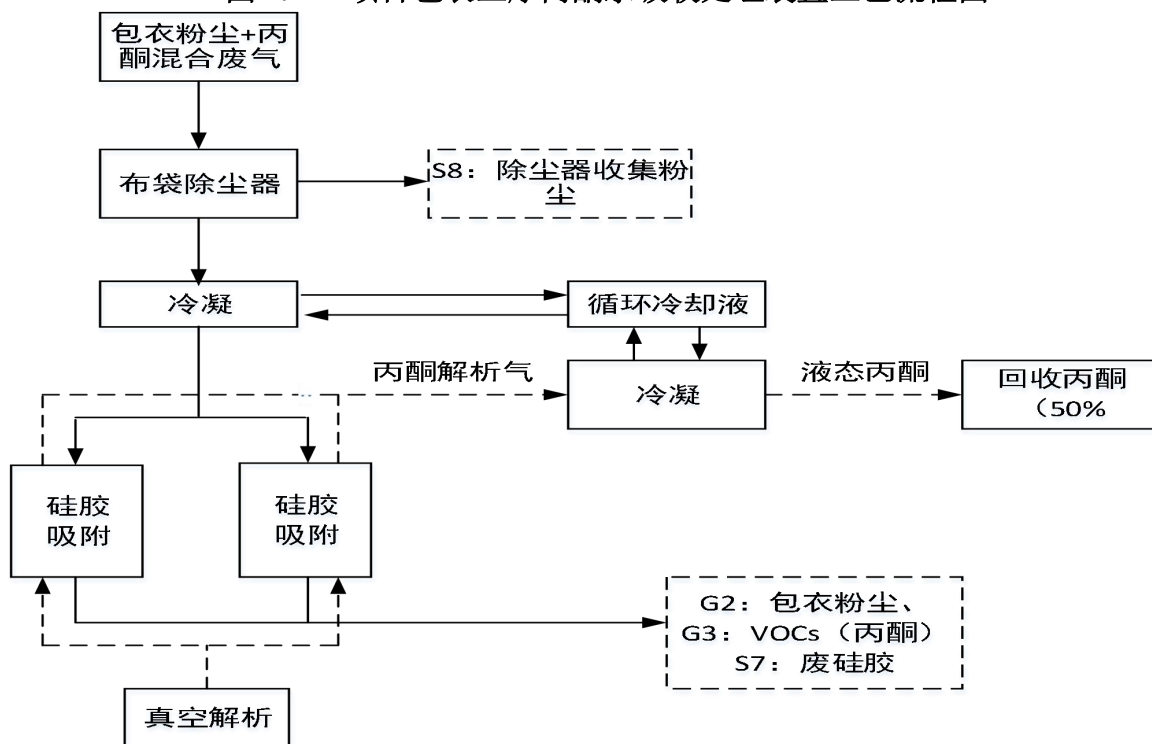 包衣粉尘+丙
酮混合废气
布袋除尘器
S8：除尘器收集粉
尘
冷凝
循环冷却液
丙酮解析气
冷凝
液态丙酮
回收丙酮
（50%
硅胶
吸附
硅胶
吸附
G2：包衣粉尘、
G3：VOCs（丙酮）
S7：废硅胶
真空解析